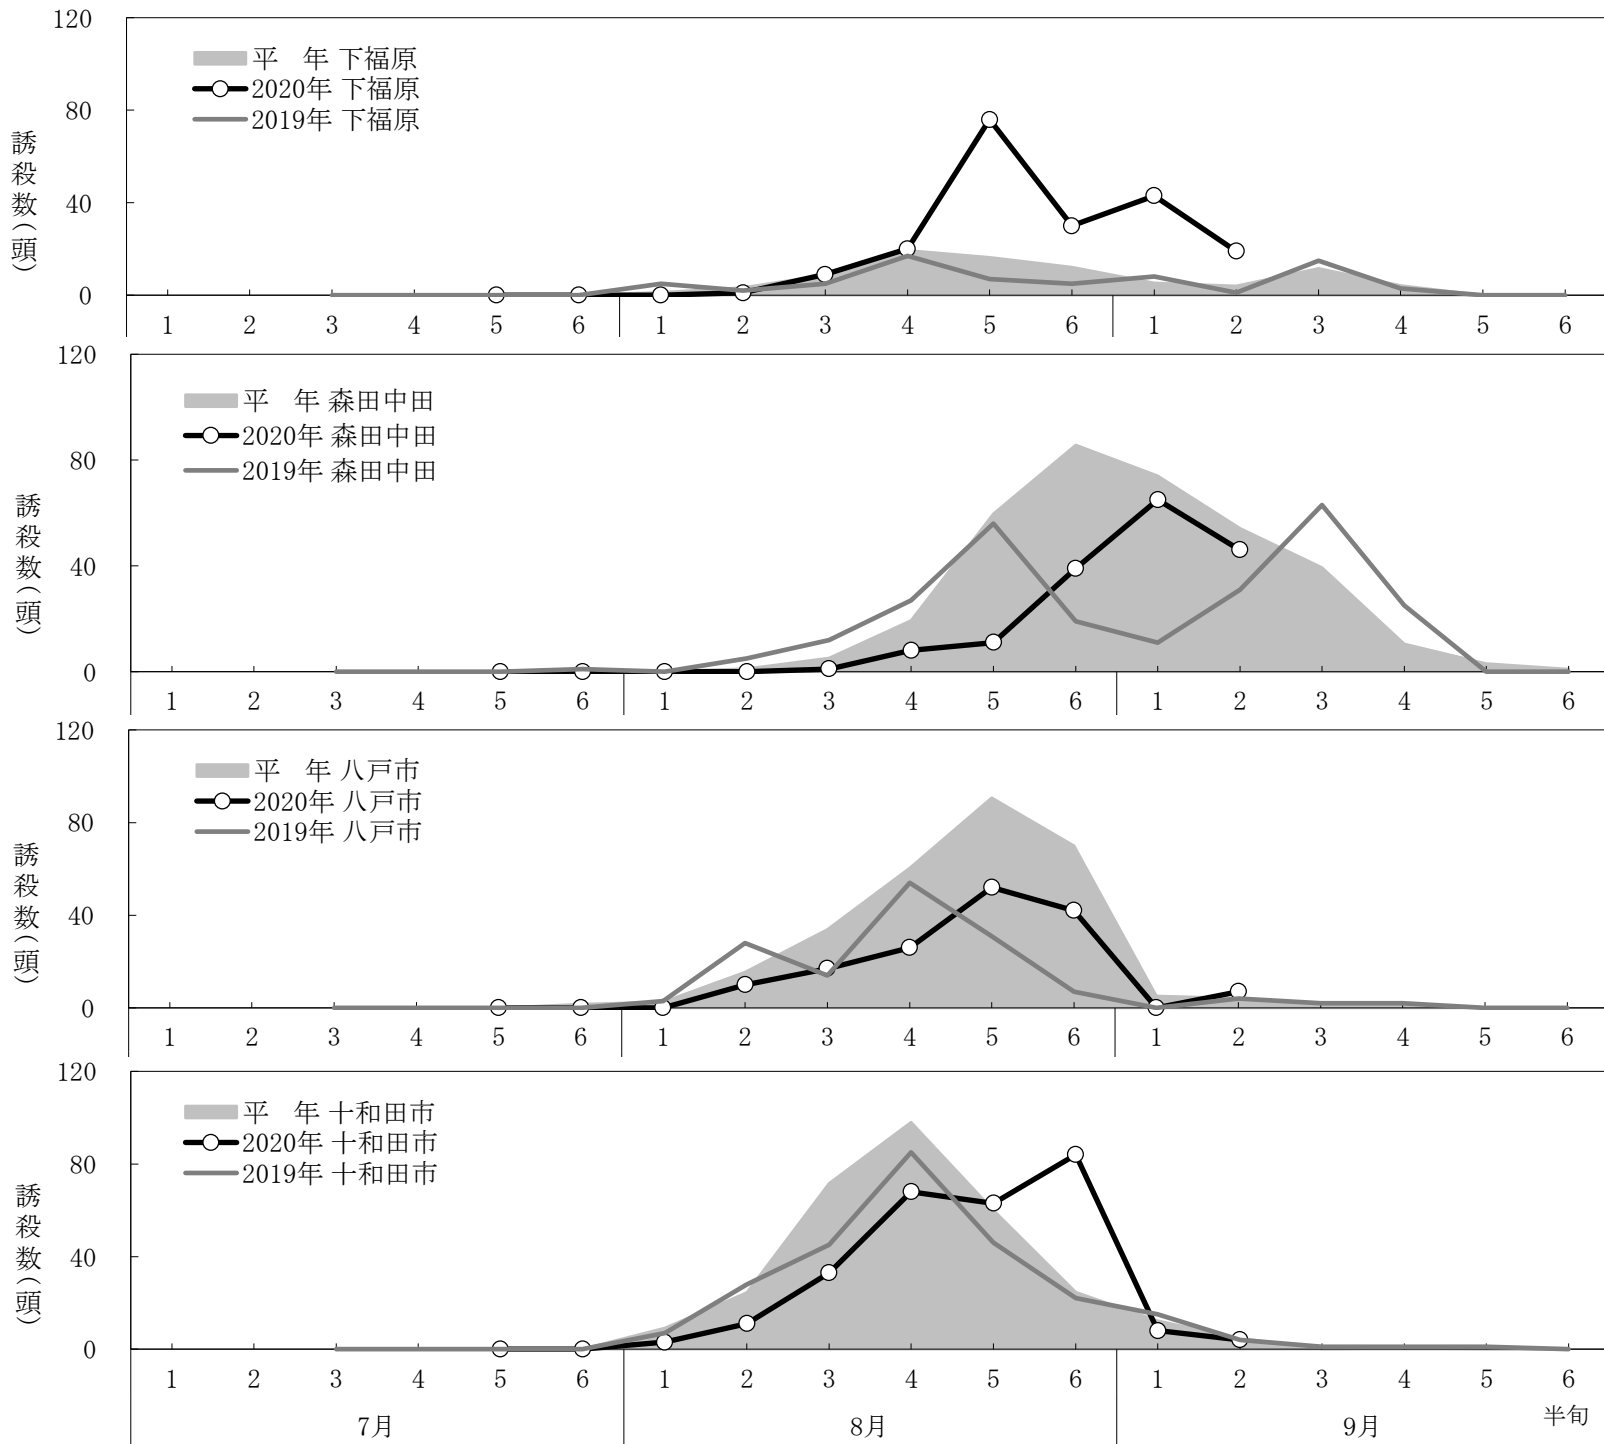 120
80
40
0
誘殺数(頭)
平 年 下福原
2020年 下福原
2019年 下福原
1 2 3 4 5 6 1 2 3 4 5 6 1 2 3 4 5 6
120
80
40
0
誘殺数(頭)
平 年 森田中田
2020年 森田中田
2019年 森田中田
1 2 3 4 5 6 1 2 3 4 5 6 1 2 3 4 5 6
120
80
40
0
誘殺数(頭)
平 年 八戸市
2020年 八戸市
2019年 八戸市
1 2 3 4 5 6 1 2 3 4 5 6 1 2 3 4 5 6
120
80
40
0
誘殺数(頭)
平 年 十和田市
2020年 十和田市
2019年 十和田市
1 2 3 4 5 6 1 2 3 4 5 6 1 2 3 4 5 6
7月 8月 9月 半旬